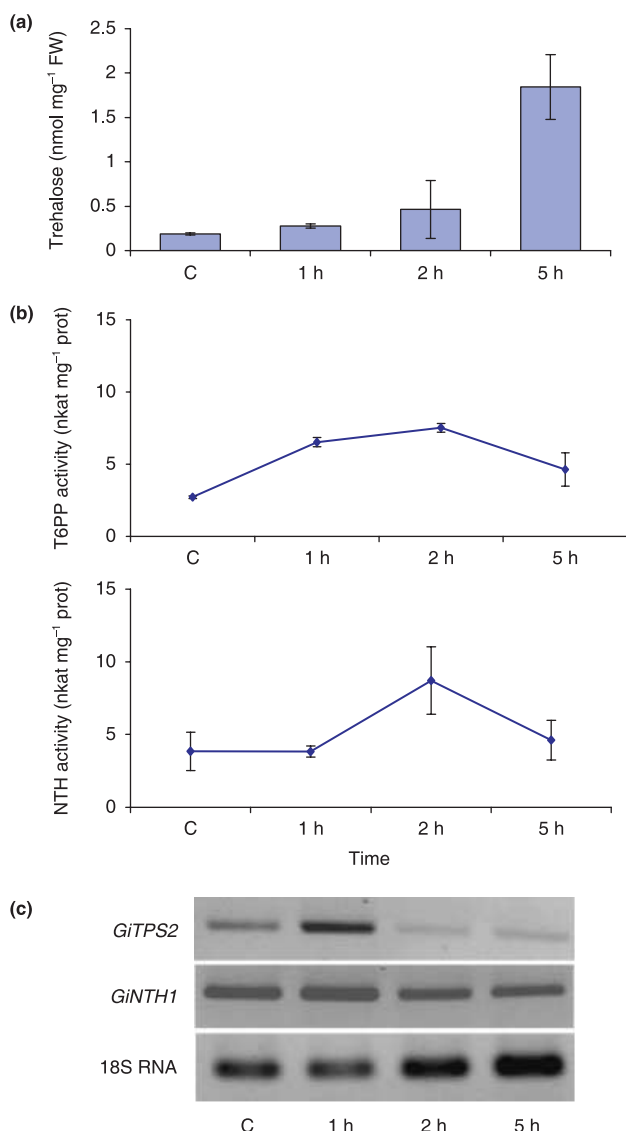 (a)
Trehalose (nmol mg⁻¹ FW)
2.5
2
1.5
1
0.5
0
C 1 h 2 h 5 h
(b)
T6PP activity (nkat mg⁻¹ prot)
15
10
5
0
C 1 h 2 h 5 h
NTH activity (nkat mg⁻¹ prot)
15
10
5
0
C 1 h 2 h 5 h
Time
(c)
GiTPS2
GiNTH1
18S RNA
C 1 h 2 h 5 h